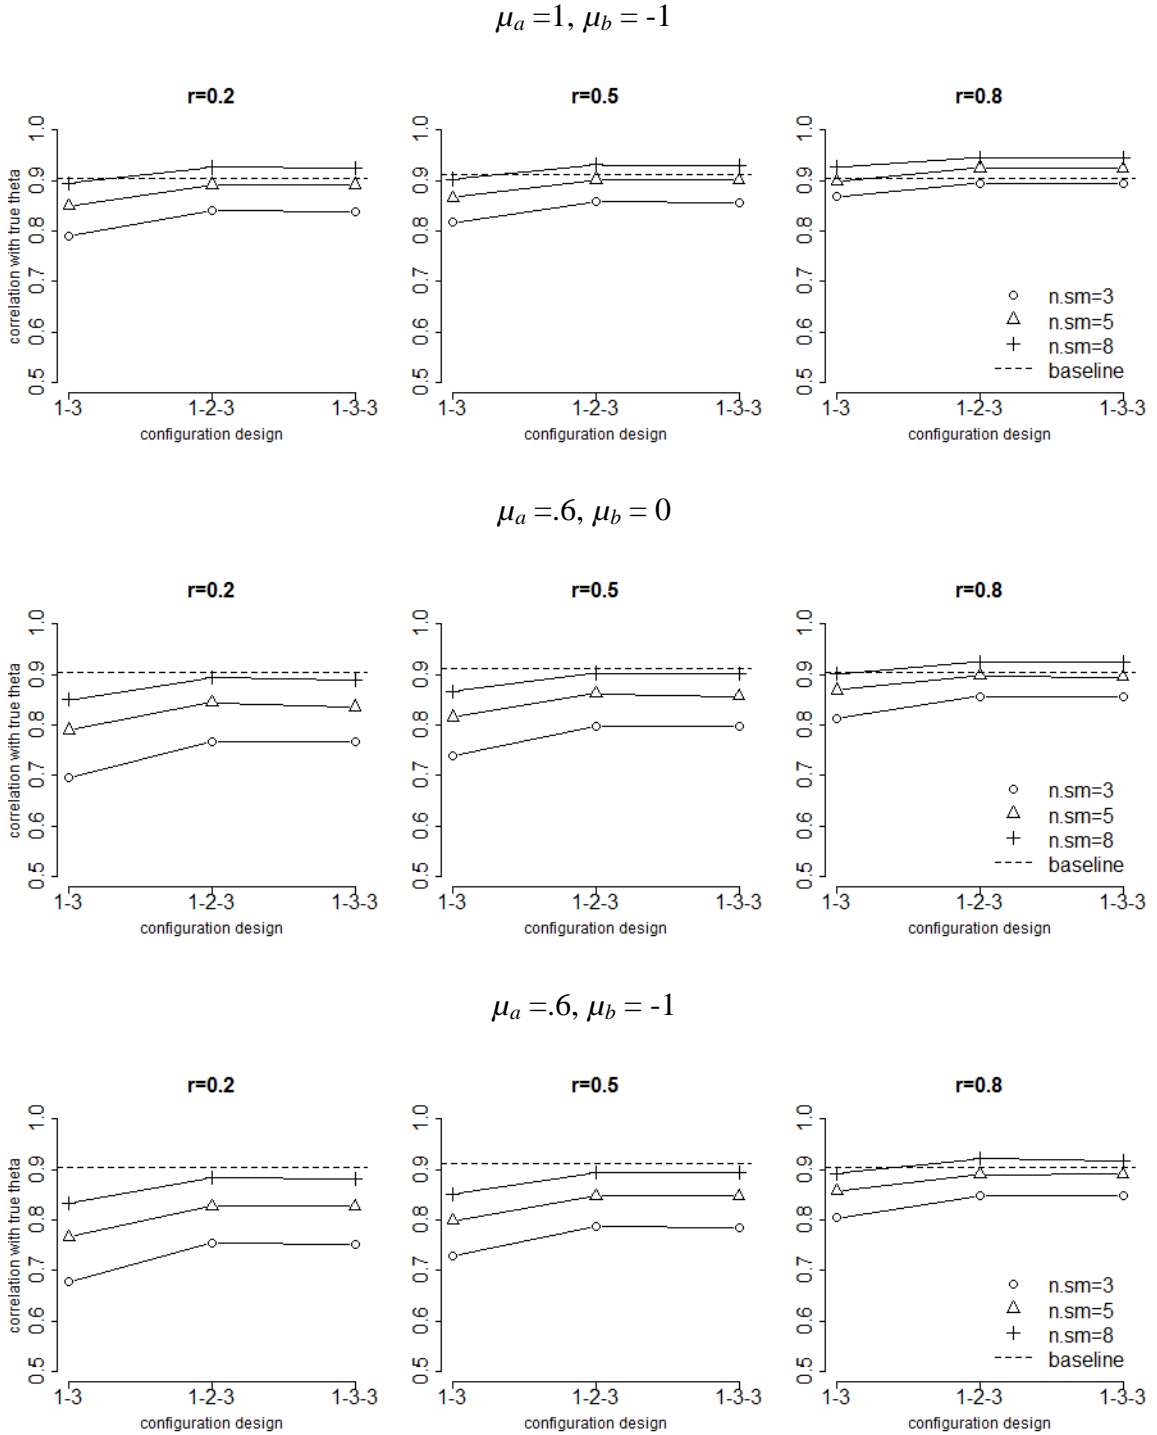 μa =1, μb = -1
r=0.2
r=0.5
r=0.8
correlation with true theta
1.0
0.9
0.8
0.7
0.6
0.5
1.0
0.9
0.8
0.7
0.6
0.5
1.0
0.9
0.8
0.7
0.6
0.5
n.sm=3
n.sm=5
n.sm=8
baseline
1-3 1-2-3 1-3-3
1-3 1-2-3 1-3-3
1-3 1-2-3 1-3-3
configuration design
configuration design
configuration design
μa =.6, μb = 0
r=0.2
r=0.5
r=0.8
correlation with true theta
1.0
0.9
0.8
0.7
0.6
0.5
1.0
0.9
0.8
0.7
0.6
0.5
1.0
0.9
0.8
0.7
0.6
0.5
n.sm=3
n.sm=5
n.sm=8
baseline
1-3 1-2-3 1-3-3
1-3 1-2-3 1-3-3
1-3 1-2-3 1-3-3
configuration design
configuration design
configuration design
μa =.6, μb = -1
r=0.2
r=0.5
r=0.8
correlation with true theta
1.0
0.9
0.8
0.7
0.6
0.5
1.0
0.9
0.8
0.7
0.6
0.5
1.0
0.9
0.8
0.7
0.6
0.5
n.sm=3
n.sm=5
n.sm=8
baseline
1-3 1-2-3 1-3-3
1-3 1-2-3 1-3-3
1-3 1-2-3 1-3-3
configuration design
configuration design
configuration design